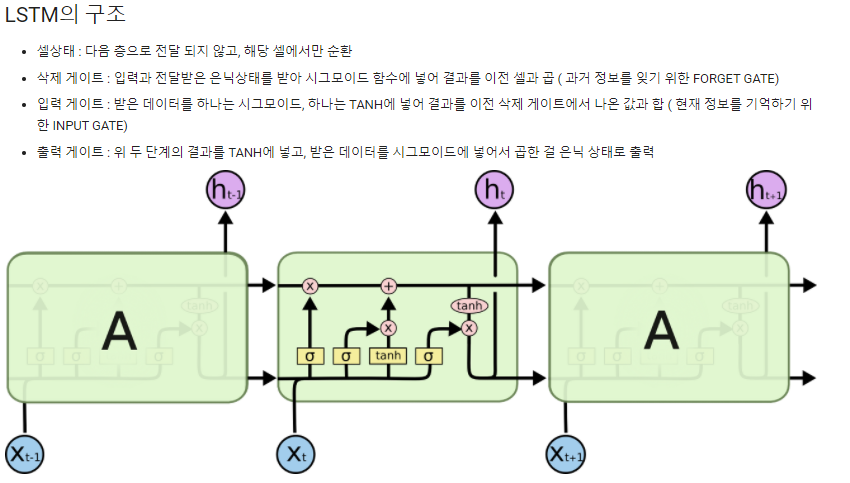 LSTM의 구조
셀상태 : 다음 층으로 전달 되지 않고, 해당 셀에서만 순환
삭제 게이트 : 입력과 전달받은 은닉상태를 받아 시그모이드 함수에 넣어 결과를 이전 셀과 곱 ( 과거 정보를 잊기 위한 FORGET GATE)
입력 게이트 : 받은 데이터를 하나는 시그모이드, 하나는 TANH에 넣어 결과를 이전 삭제 게이트에서 나온 값과 합 ( 현재 정보를 기억하기 위
한 INPUT GATE)
출력 게이트 : 위 두 단계의 결과를 TANH에 넣고, 받은 데이터를 시그모이드에 넣어서 곱한 걸 은닉 상태로 출력
h t-1 h t h t+1
x + x + x +
tanh tanh tanh
x x x x
A A
σ σ σ σ σ tanh σ σ σ σ
X t-1 X t X t+1